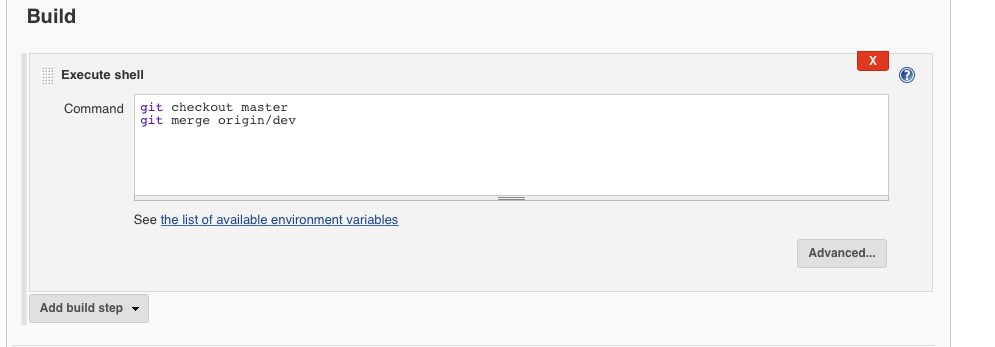 Build
X
Execute shell
?
Command
git checkout master
git merge origin/dev
See the list of available environment variables
Advanced...
Add build step